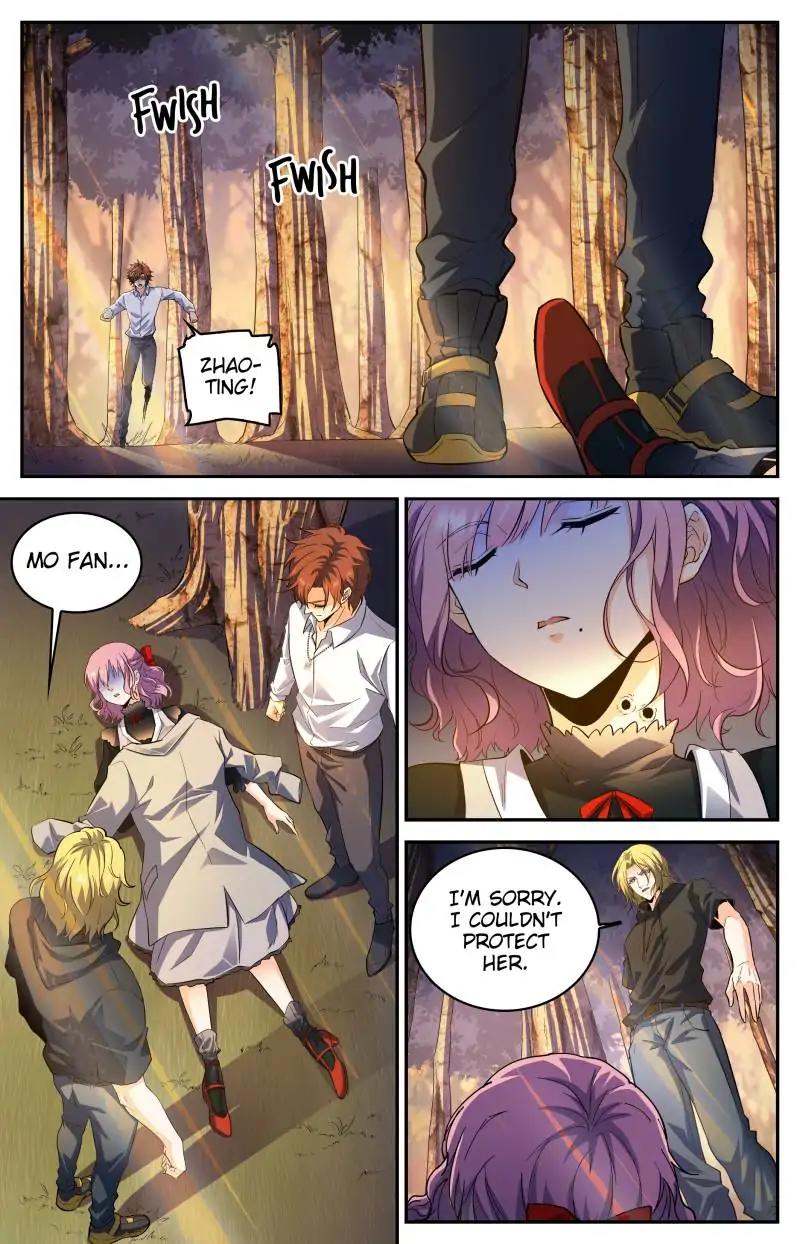 FWISH
FWISH
ZHAO-
TING!
MO FAN...
I'M SORRY.
I COULDN'T
PROTECT
HER.